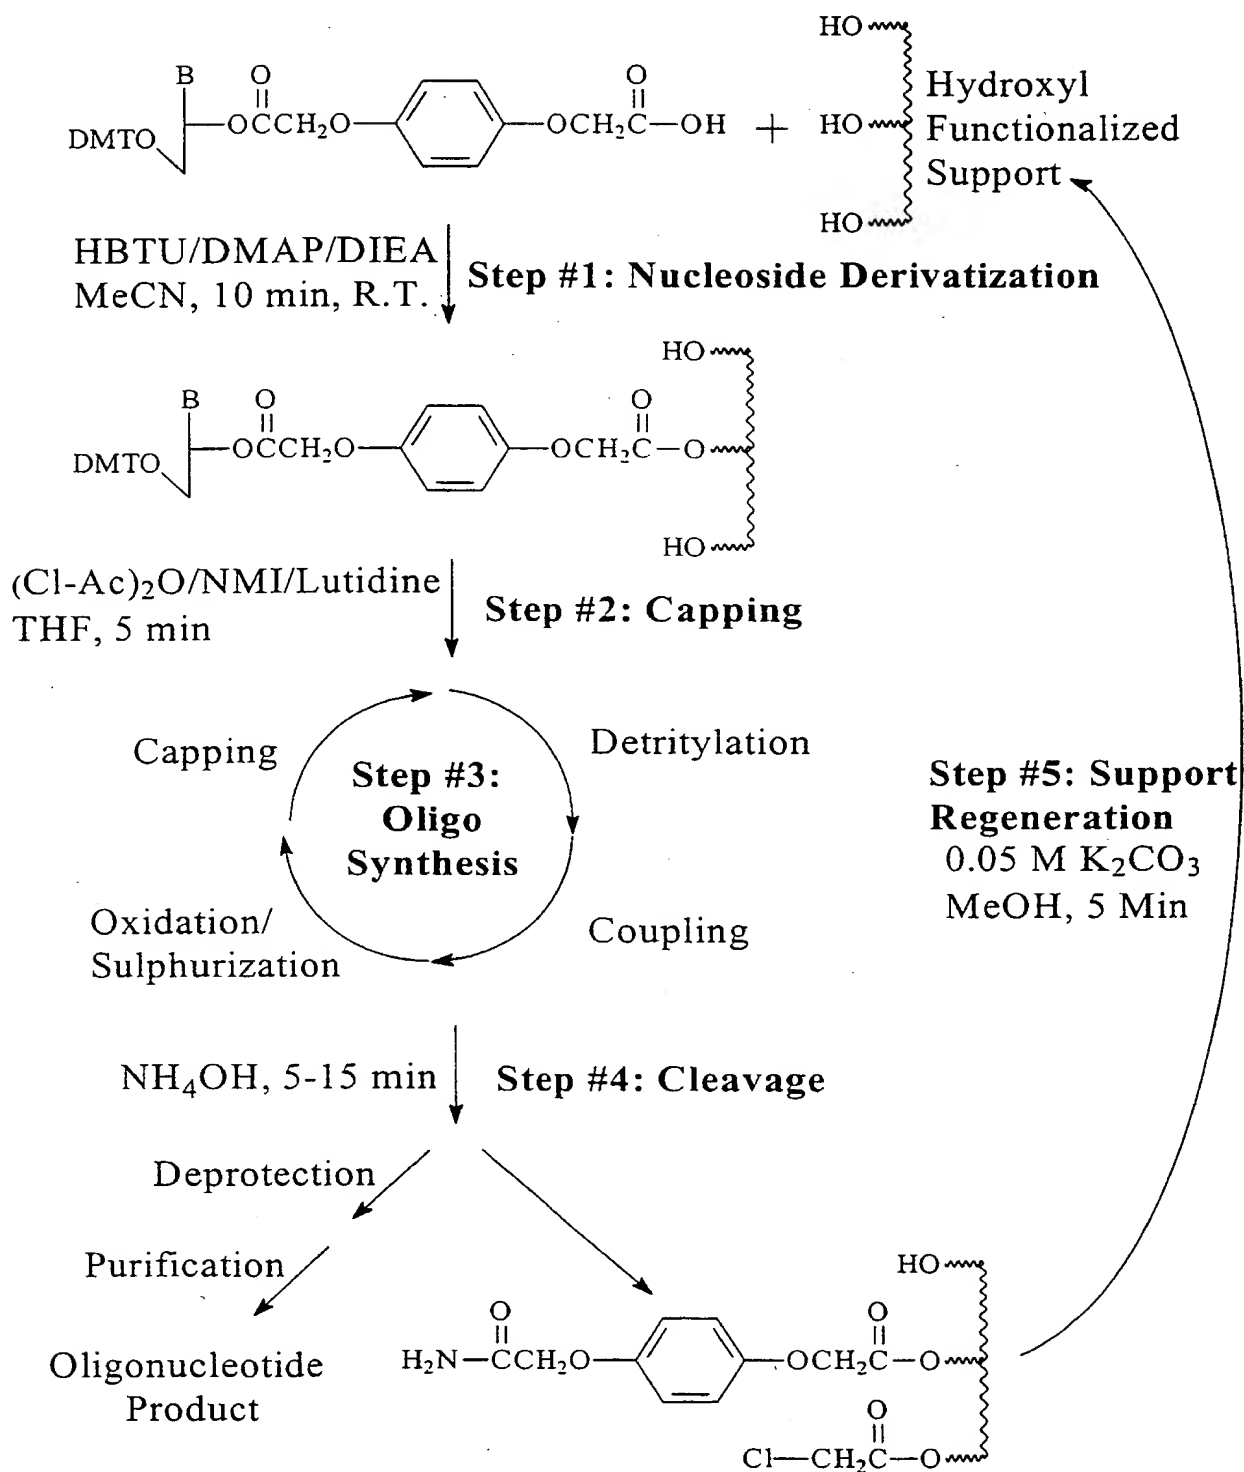 B
O
O
DMTO
OCCH₂O
OCH₂C—OH
+
HO
HO
HO
Hydroxyl
Functionalized
Support
HBTU/DMAP/DIEA
MeCN, 10 min, R.T.
Step #1: Nucleoside Derivatization
HO
B
O
O
DMTO
OCCH₂O
OCH₂C—O
HO
(Cl-Ac)₂O/NMI/Lutidine
THF, 5 min
Step #2: Capping
Capping
Detritylation
Step #3:
Oligo
Synthesis
Oxidation/
Sulphurization
Coupling
Step #5: Support
Regeneration
0.05 M K₂CO₃
MeOH, 5 Min
NH₄OH, 5-15 min
Step #4: Cleavage
Deprotection
Purification
Oligonucleotide
Product
HO
O
O
H₂N—CCH₂O
OCH₂C—O
O
Cl—CH₂C—O